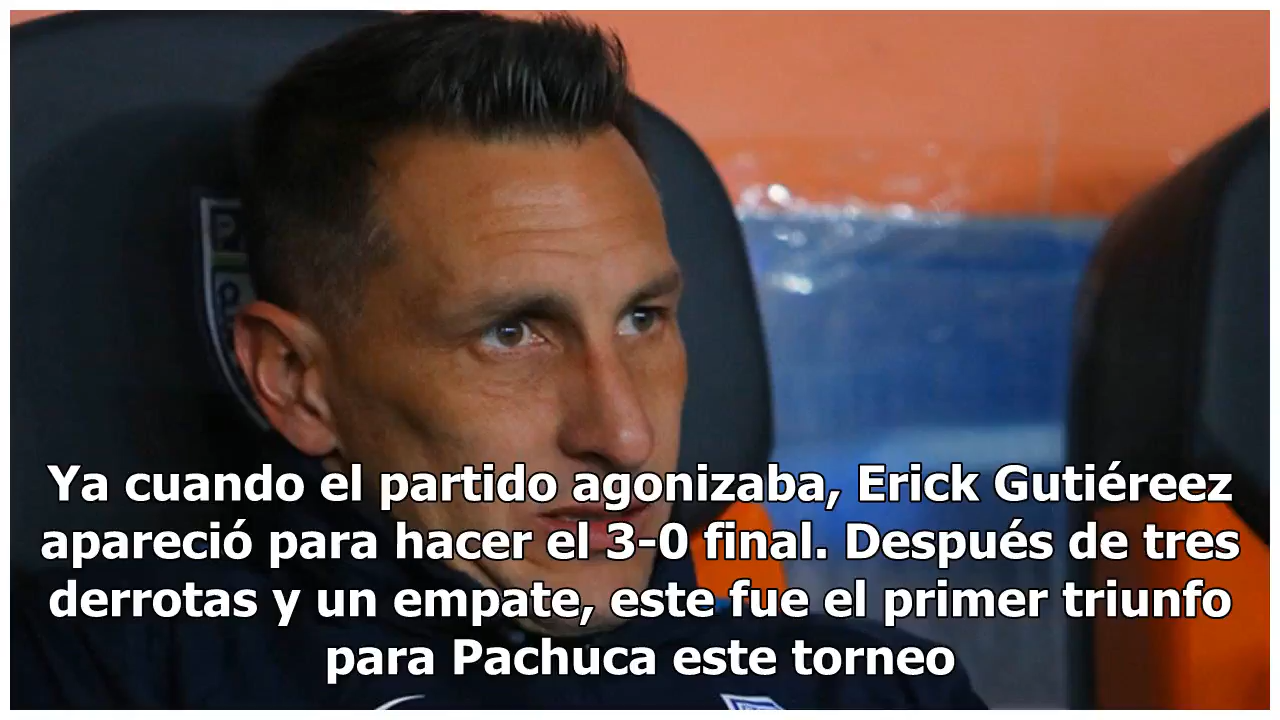 Ya cuando el partido agonizaba, Erick Gutiéreez
apareció para hacer el 3-0 final. Después de tres
derrotas y un empate, este fue el primer triunfo
para Pachuca este torneo